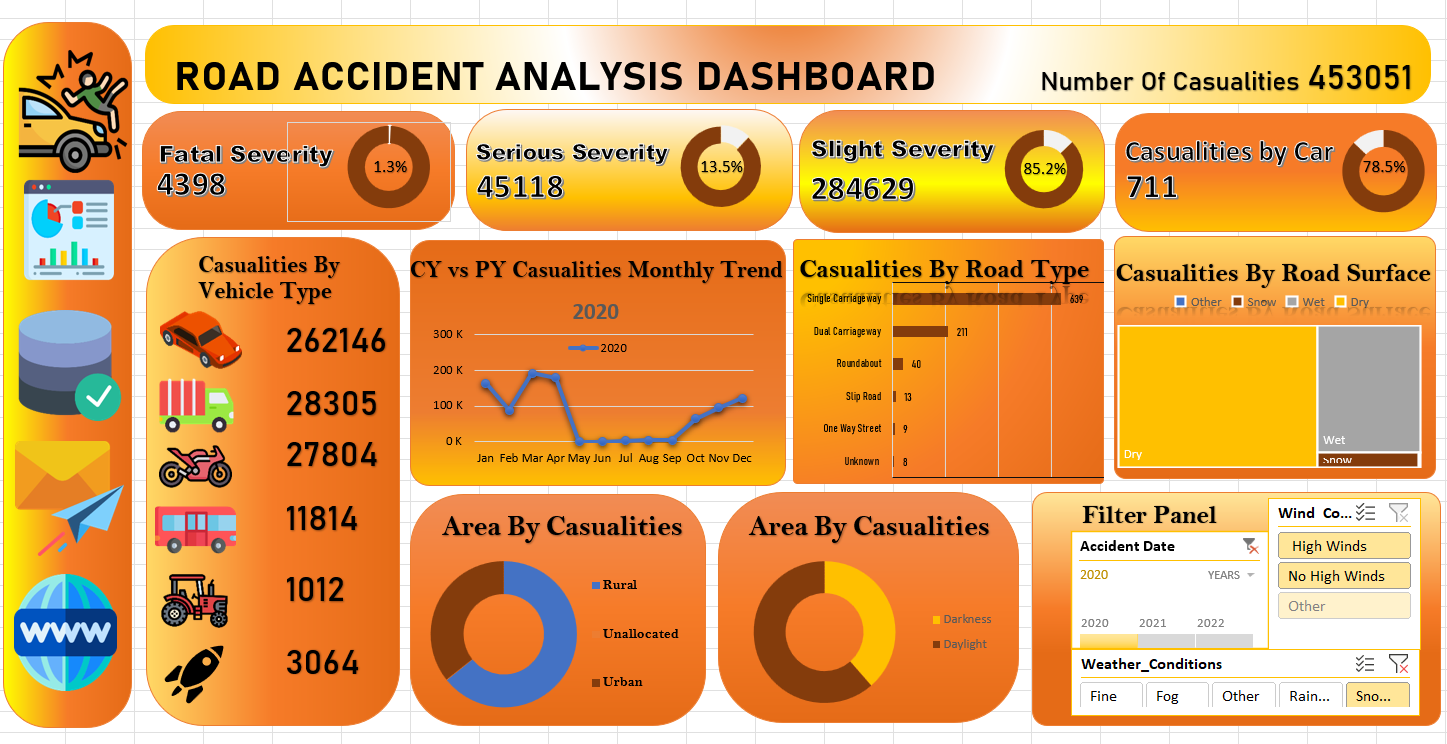 ROAD ACCIDENT ANALYSIS DASHBOARD
Number Of Casualities 453051
Fatal Severity
4398
1.3%
Serious Severity
45118
13.5%
Slight Severity
284629
85.2%
Casualities by Car
711
78.5%
Casualities By
Vehicle Type
262146
28305
27804
11814
1012
3064
CY vs PY Casualities Monthly Trend
2020
300 K
2020
200 K
100 K
0 K
Jan Feb Mar Apr May Jun Jul Aug Sep Oct Nov Dec
Casualities By Road Type
Single Carriageway 639
Dual Carriageway 211
Roundabout 40
Slip Road 13
One Way Street 9
Unknown 8
Casualities By Road Surface
Other Snow Wet Dry
Dry
Wet
Snow
Area By Casualities
Rural
Unallocated
Urban
Area By Casualities
Darkness
Daylight
Filter Panel
Accident Date
2020 YEARS
2020 2021 2022
Wind Co...
High Winds
No High Winds
Other
Weather_Conditions
Fine Fog Other Rain... Sno...
WWW